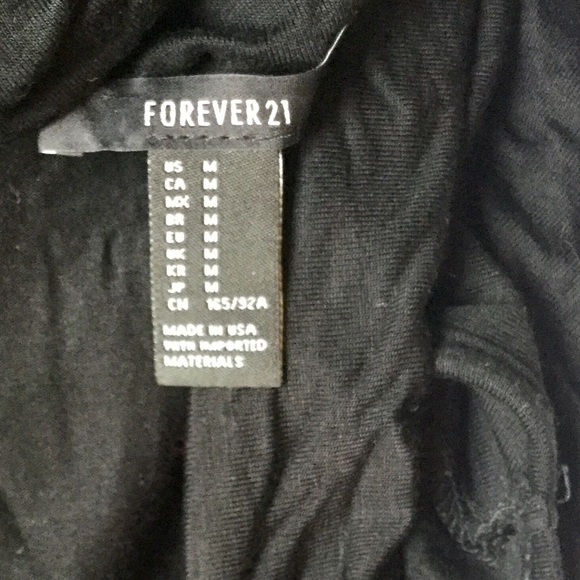 FOREVER 21
US M
CA M
MX M
BR M
EU M
UK M
KR M
JP M
CN 165/92A
MADE IN USA
WITH IMPORTED
MATERIALS